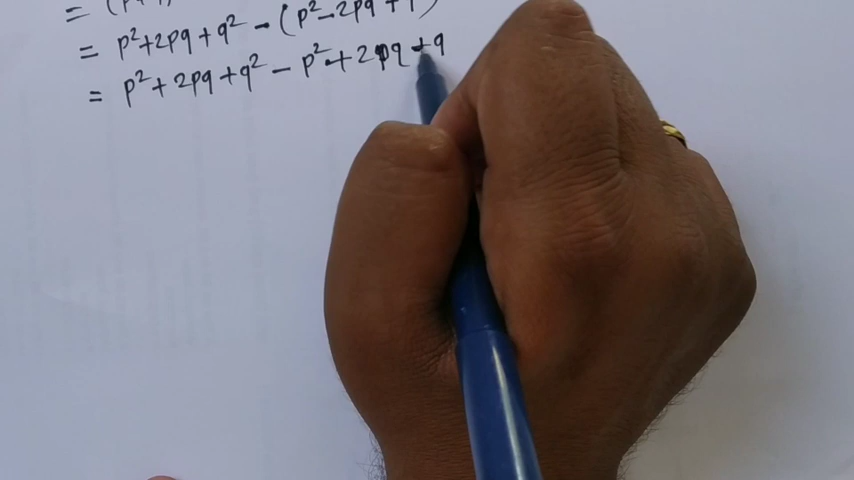 =
= p²+2pq+q² - (p²-2pq+
= p²+2pq+q² - p²+2pq+q